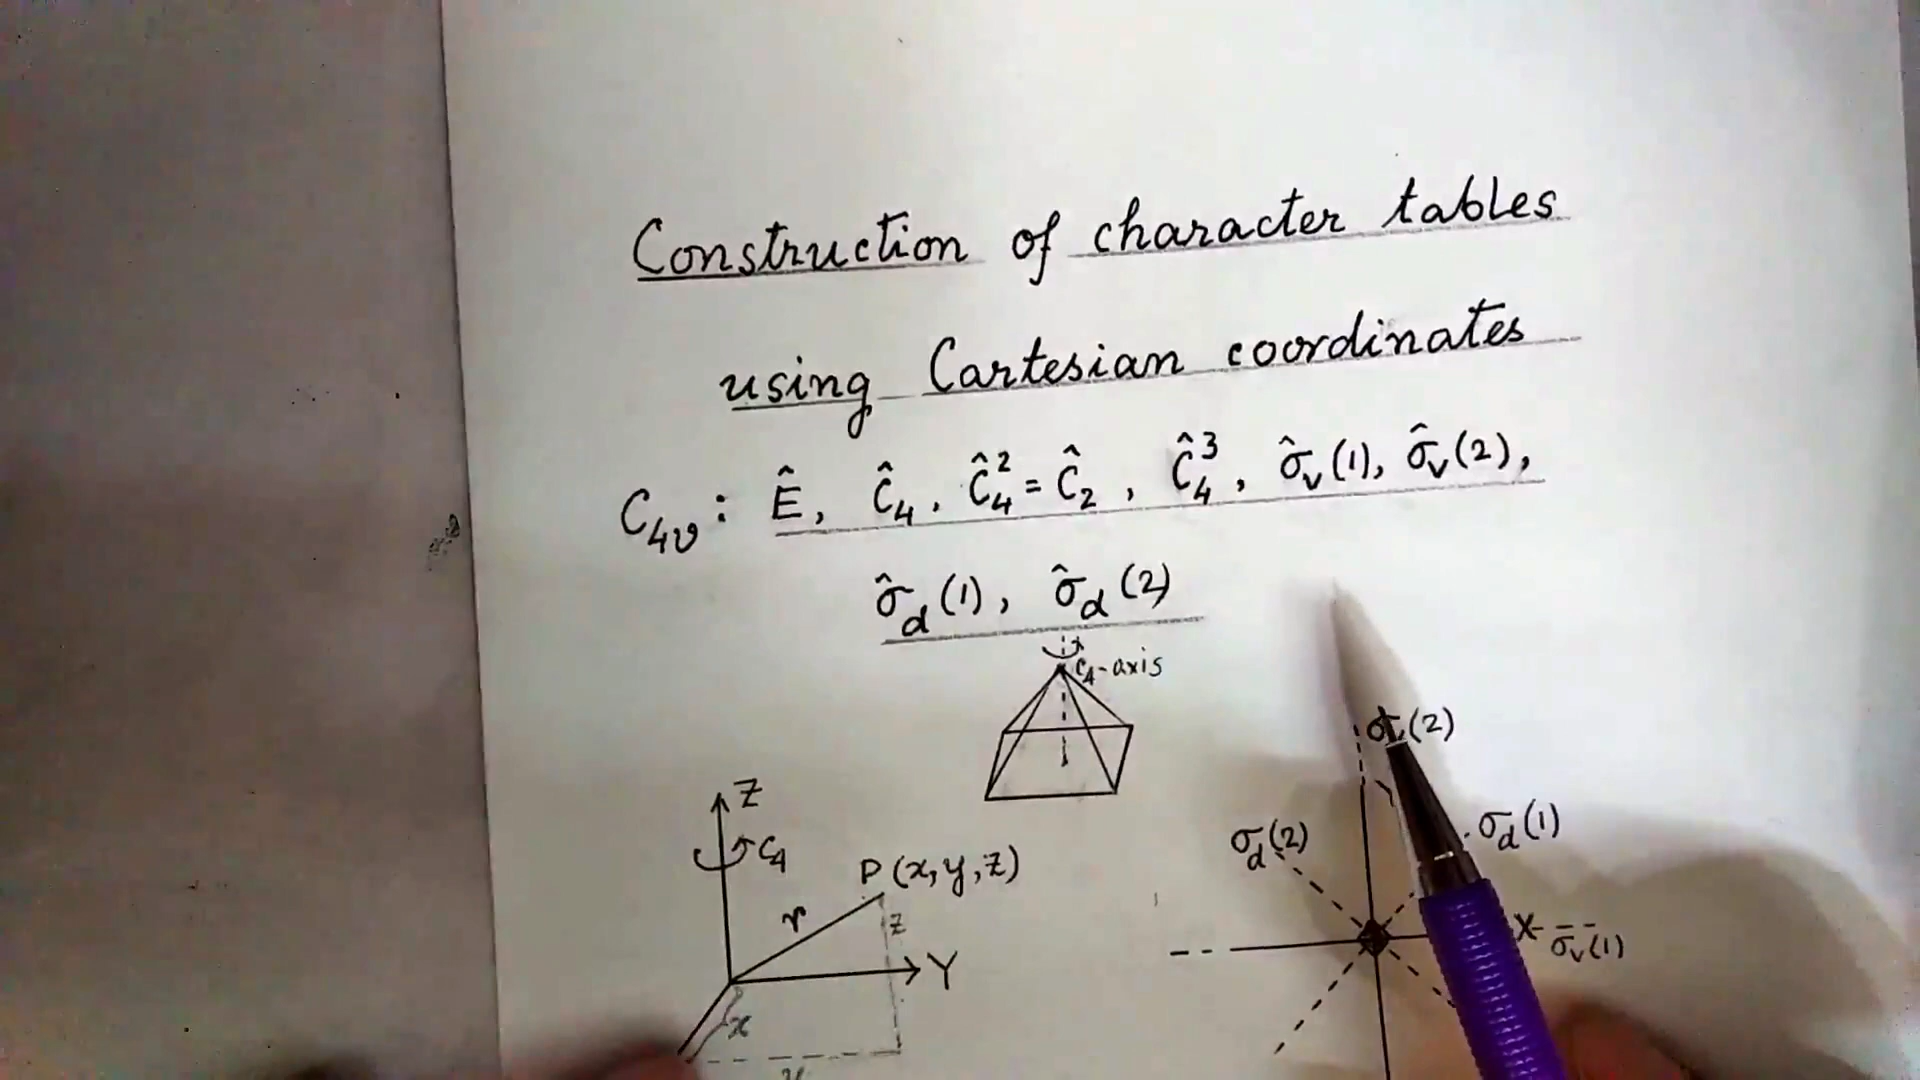 Construction of character tables
using Cartesian coordinates
C₄ᵥ : Ê, Ĉ₄, Ĉ₄² = Ĉ₂, Ĉ₄³, σ̂ᵥ(1), σ̂ᵥ(2),
σ̂d(1), σ̂d(2)
C₄-axis
Z
C₄
P(x,y,z)
r
z
Y
x
y
(2)
σd(2)
σd(1)
X
σᵥ(1)